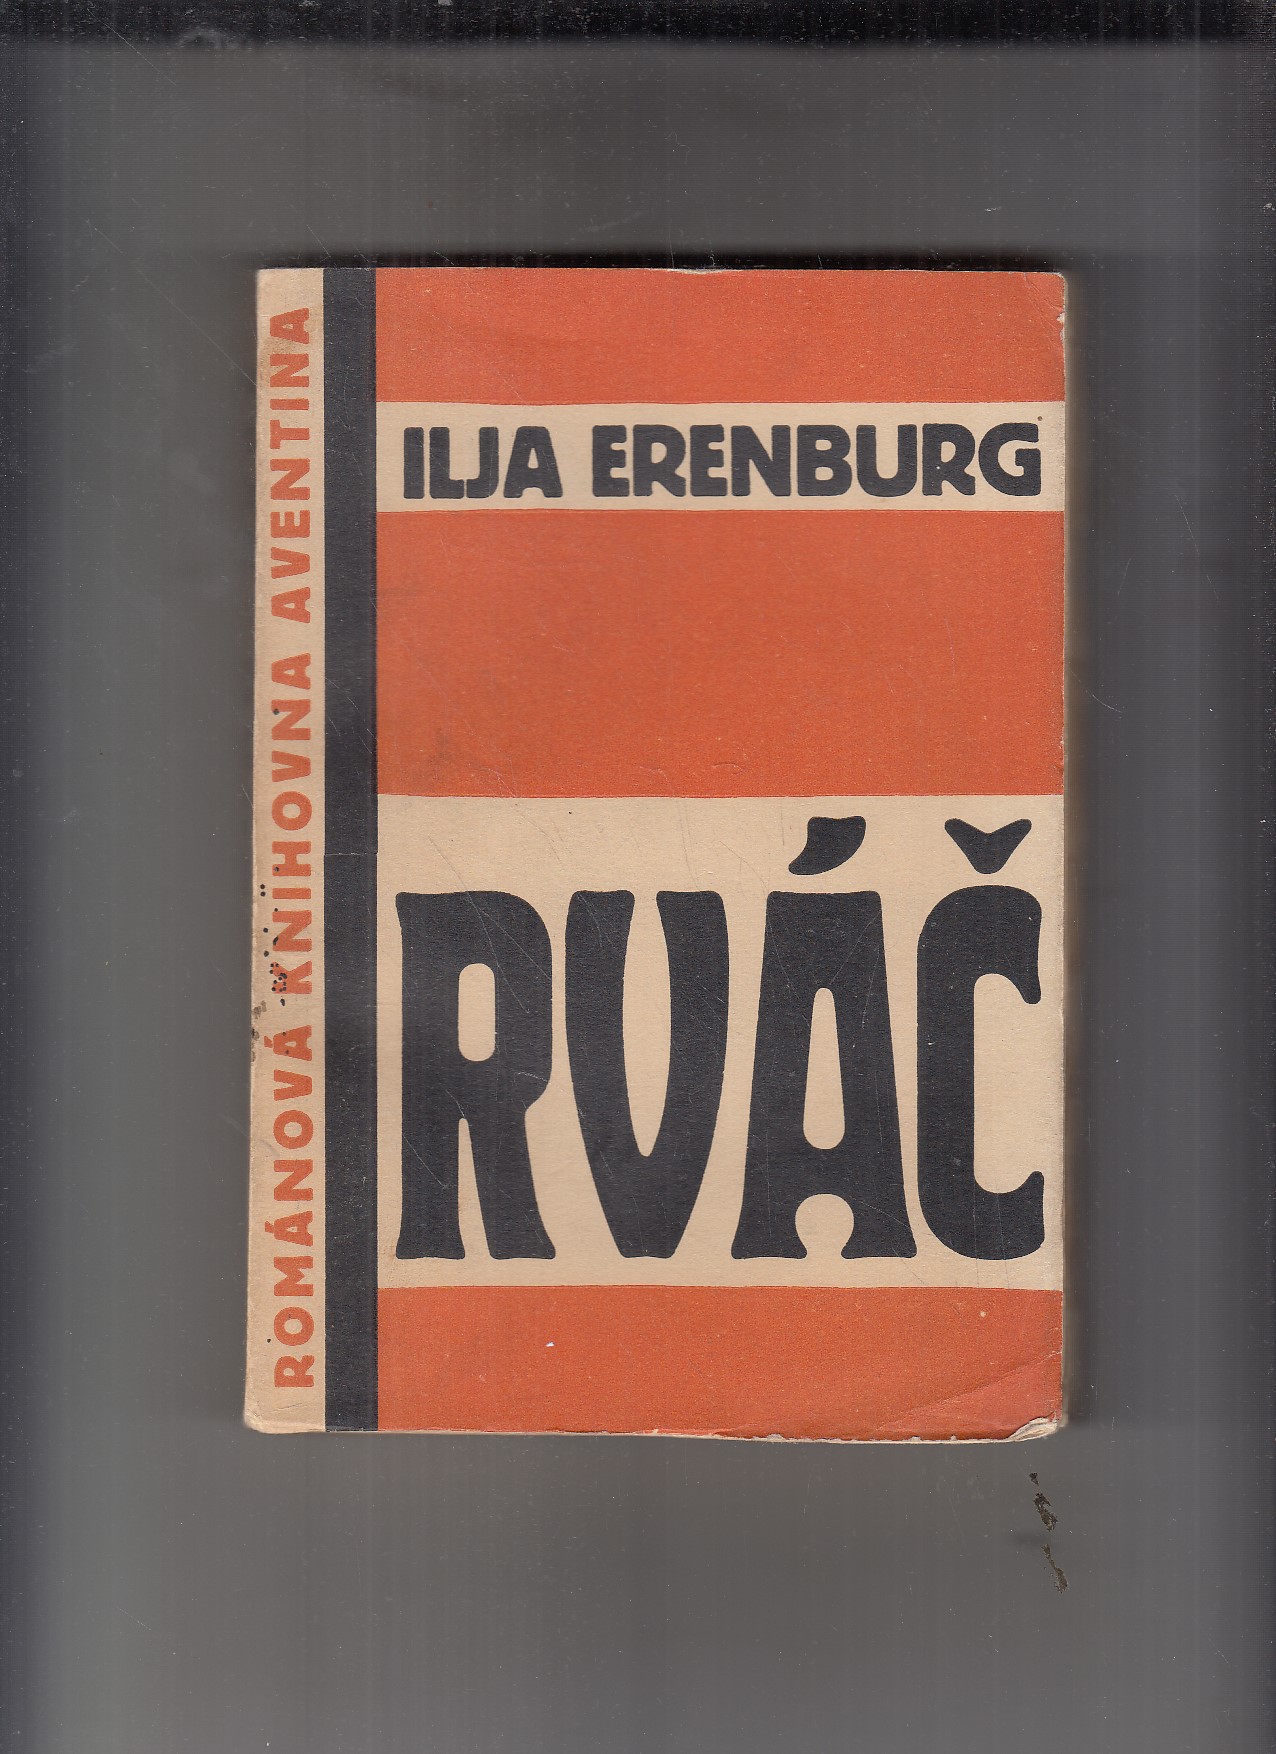 ROMÁNOVÁ KNIHOVNA AVENTINA
ILJA ERENBURG
RVÁČ